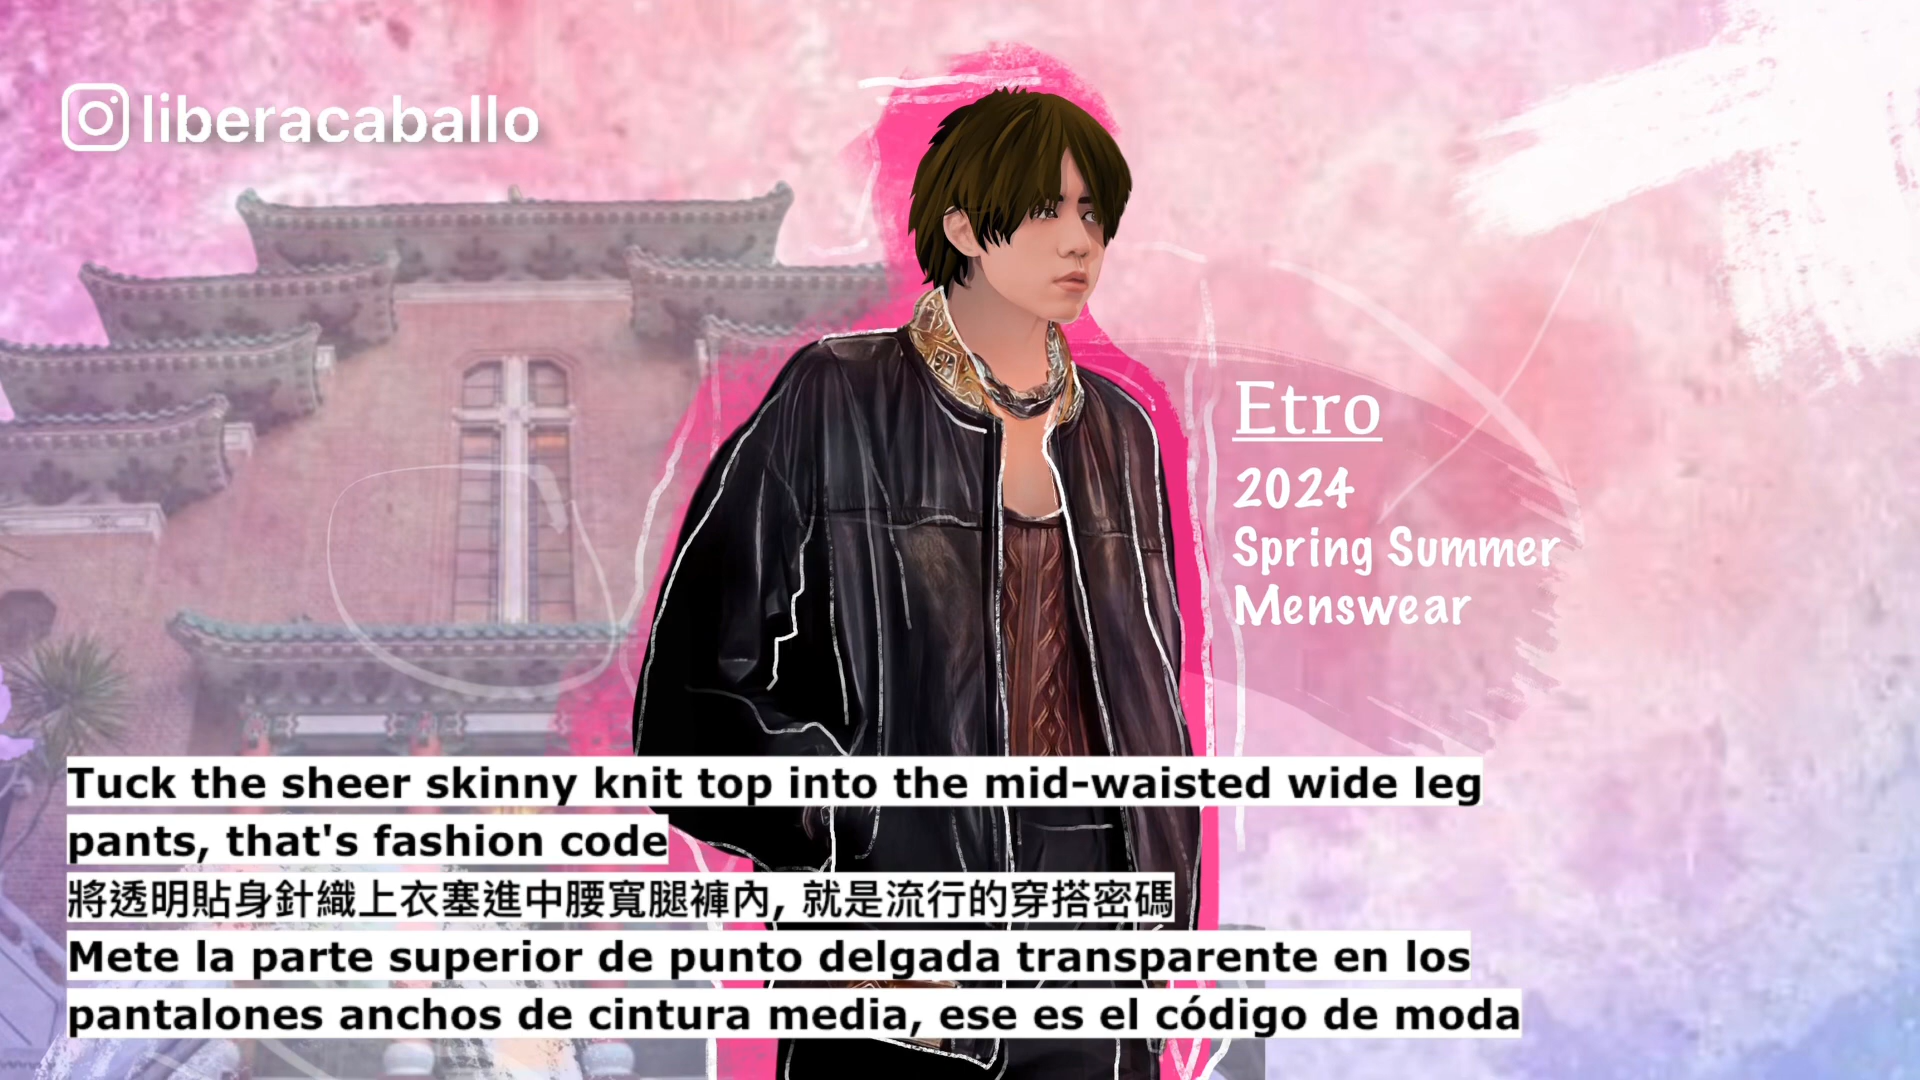 liberacaballo
Etro
2024
Spring Summer
Menswear
Tuck the sheer skinny knit top into the mid-waisted wide leg
pants, that's fashion code
將透明貼身針織上衣塞進中腰寬腿褲內, 就是流行的穿搭密碼
Mete la parte superior de punto delgada transparente en los
pantalones anchos de cintura media, ese es el código de moda